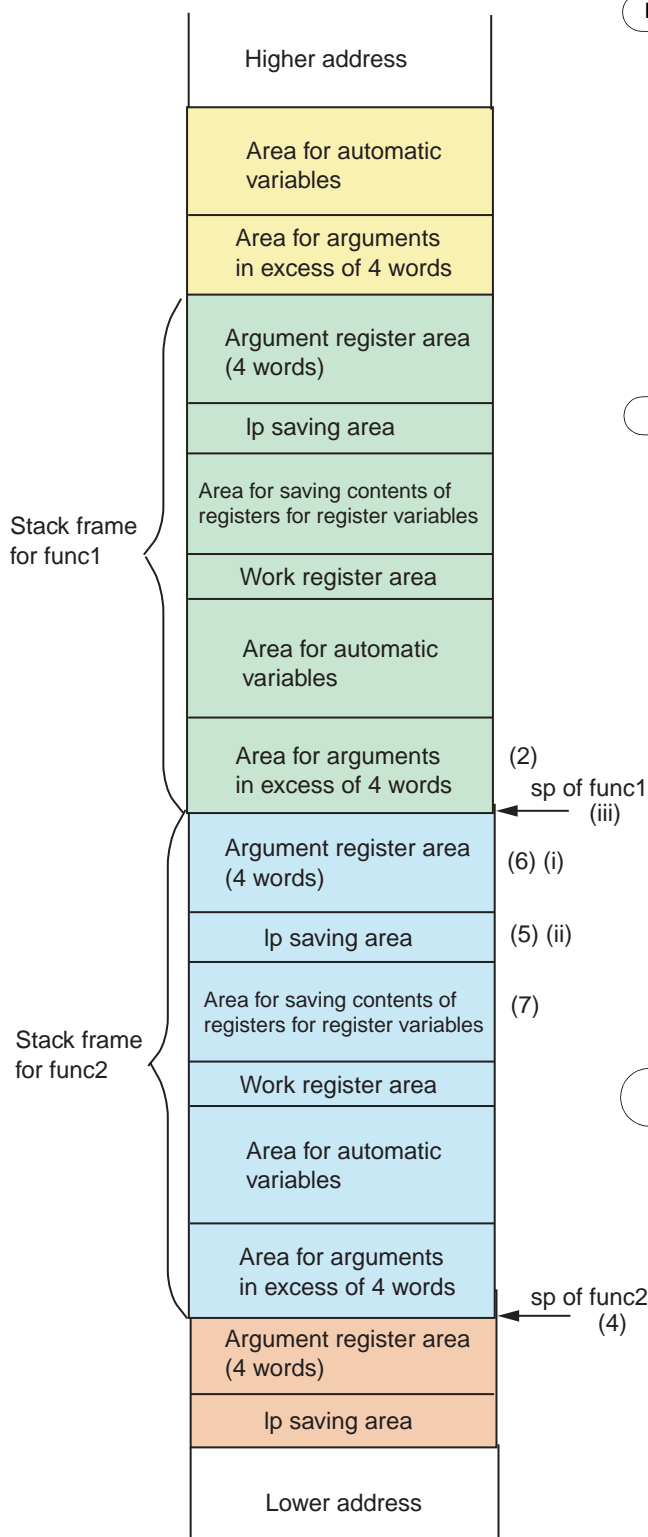 Higher address
Area for automatic
variables
Area for arguments
in excess of 4 words
Argument register area
(4 words)
lp saving area
Area for saving contents of
registers for register variables
Stack frame
for func1
Work register area
Area for automatic
variables
Area for arguments
in excess of 4 words
(2)
sp of func1
(iii)
Argument register area
(4 words)
(6) (i)
lp saving area
(5) (ii)
Area for saving contents of
registers for register variables
(7)
Stack frame
for func2
Work register area
Area for automatic
variables
Area for arguments
in excess of 4 words
sp of func2
(4)
Argument register area
(4 words)
lp saving area
Lower address